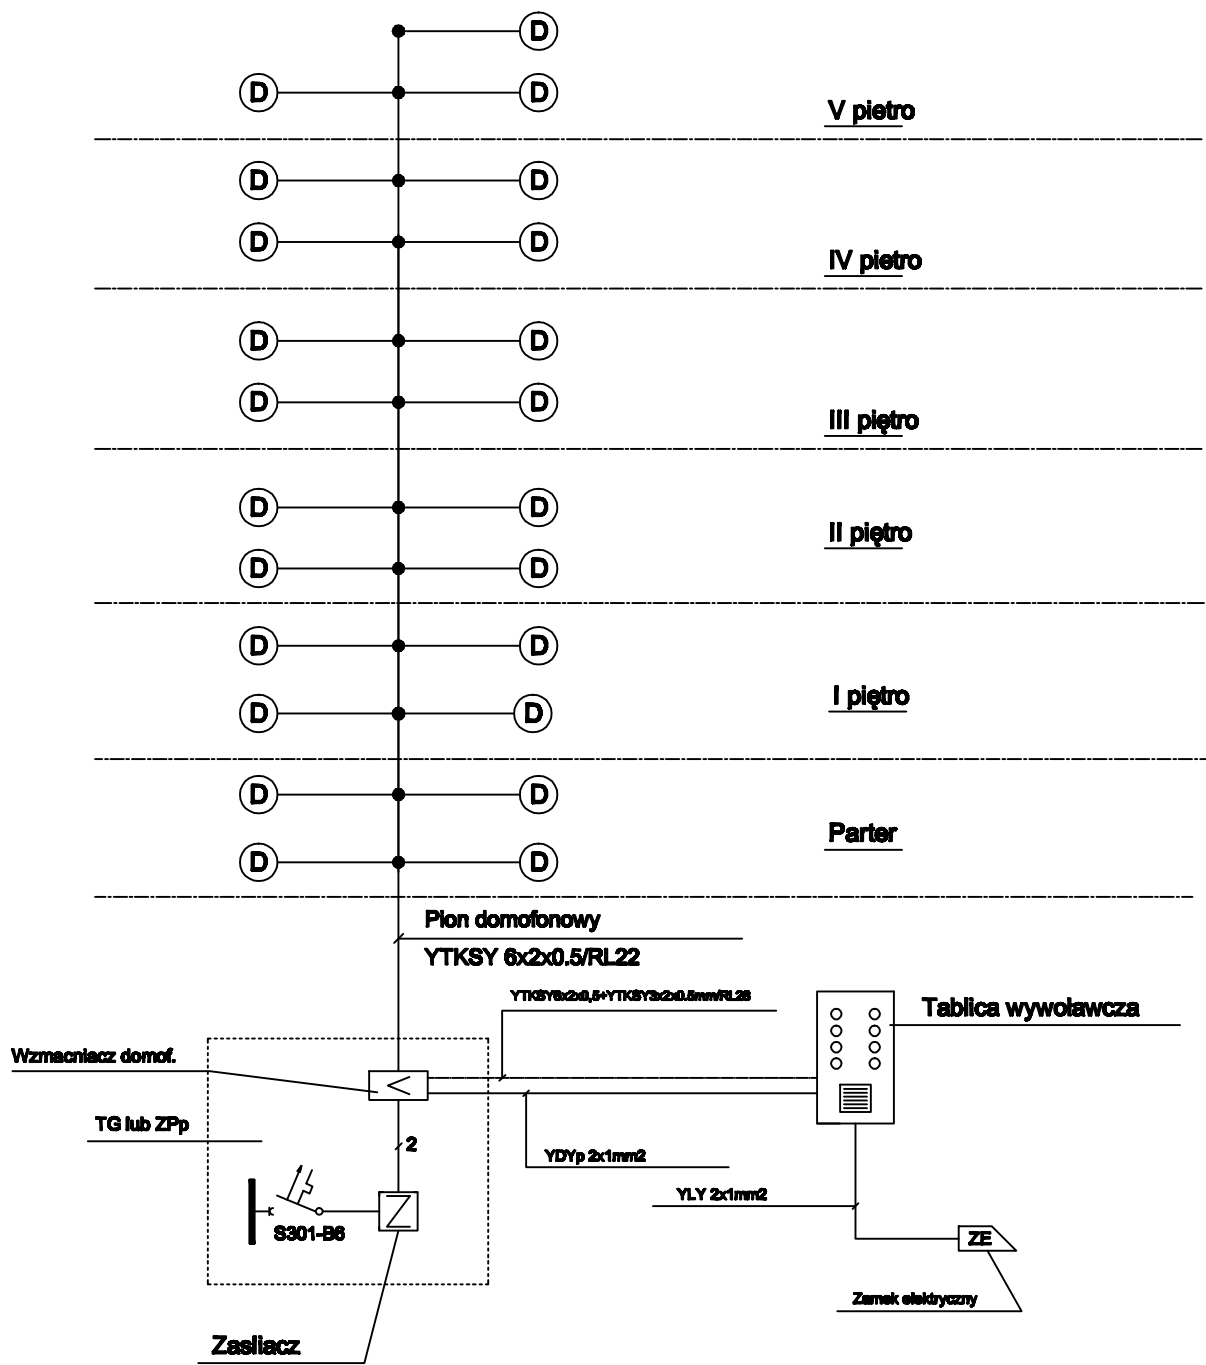 D
D D
V pietro
D D
D D
IV pietro
D D
D D
III piętro
D D
II piętro
D D
D D
I piętro
D D
D D
Parter
D D
Pion domofonowy
YTKSY 6x2x0.5/RL22
YTKSY6x2x0,5+YTKSY3x2x0.5mm/RL28
Tablica wywoławcza
Wzmacniacz domof.
<
TG lub ZPp
2
YDYp 2x1mm2
YLY 2x1mm2
S301-B6
Z
ZE
Zamek elektryczny
Zasilacz